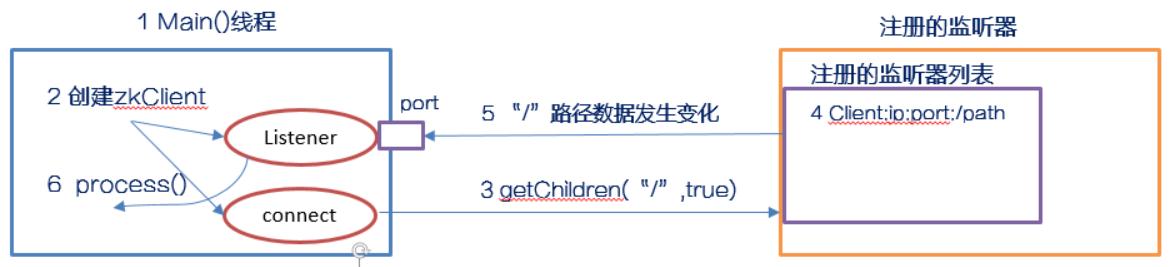 1 Main()线程
注册的监听器
注册的监听器列表
2 创建zkClient
port
5 “/”路径数据发生变化
4 Client:ip:port:/path
Listener
6 process()
3 getChildren(“/”,true)
connect